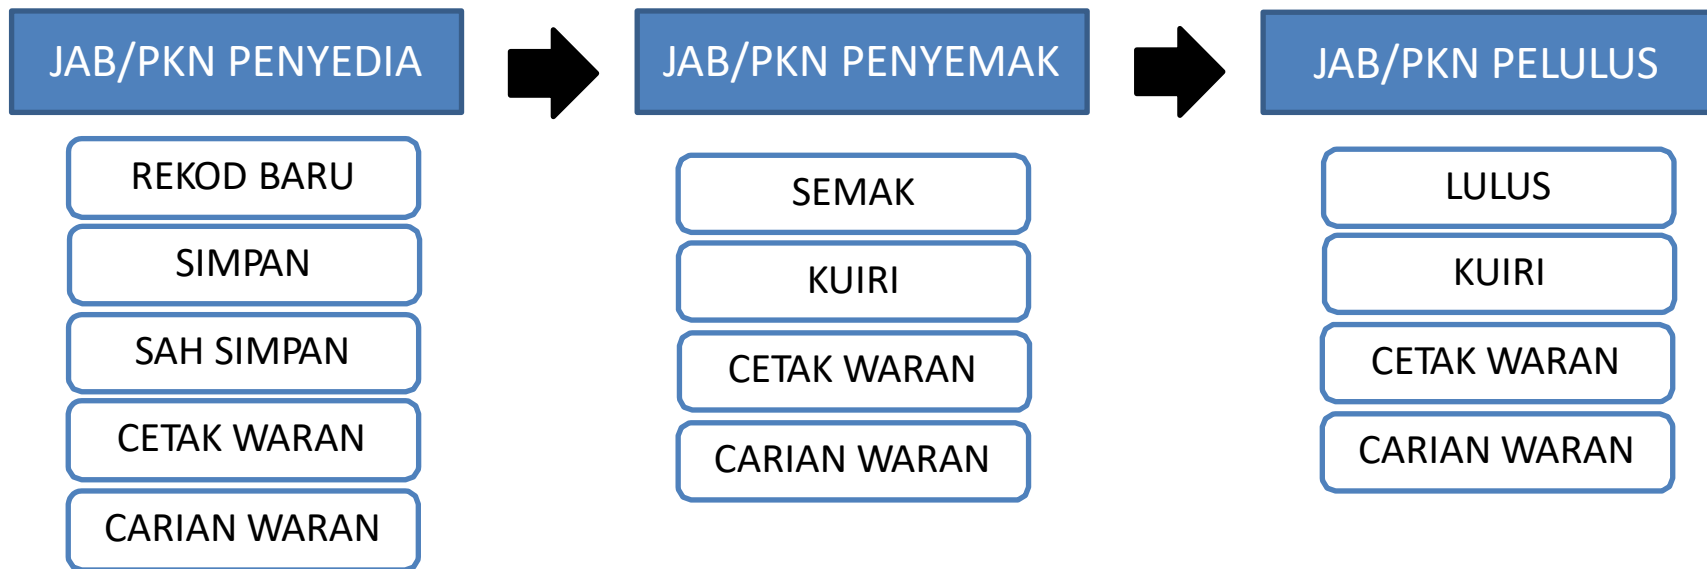 JAB/PKN PENYEDIA
REKOD BARU
SIMPAN
SAH SIMPAN
CETAK WARAN
CARIAN WARAN
JAB/PKN PENYEMAK
SEMAK
KUIRI
CETAK WARAN
CARIAN WARAN
JAB/PKN PELULUS
LULUS
KUIRI
CETAK WARAN
CARIAN WARAN